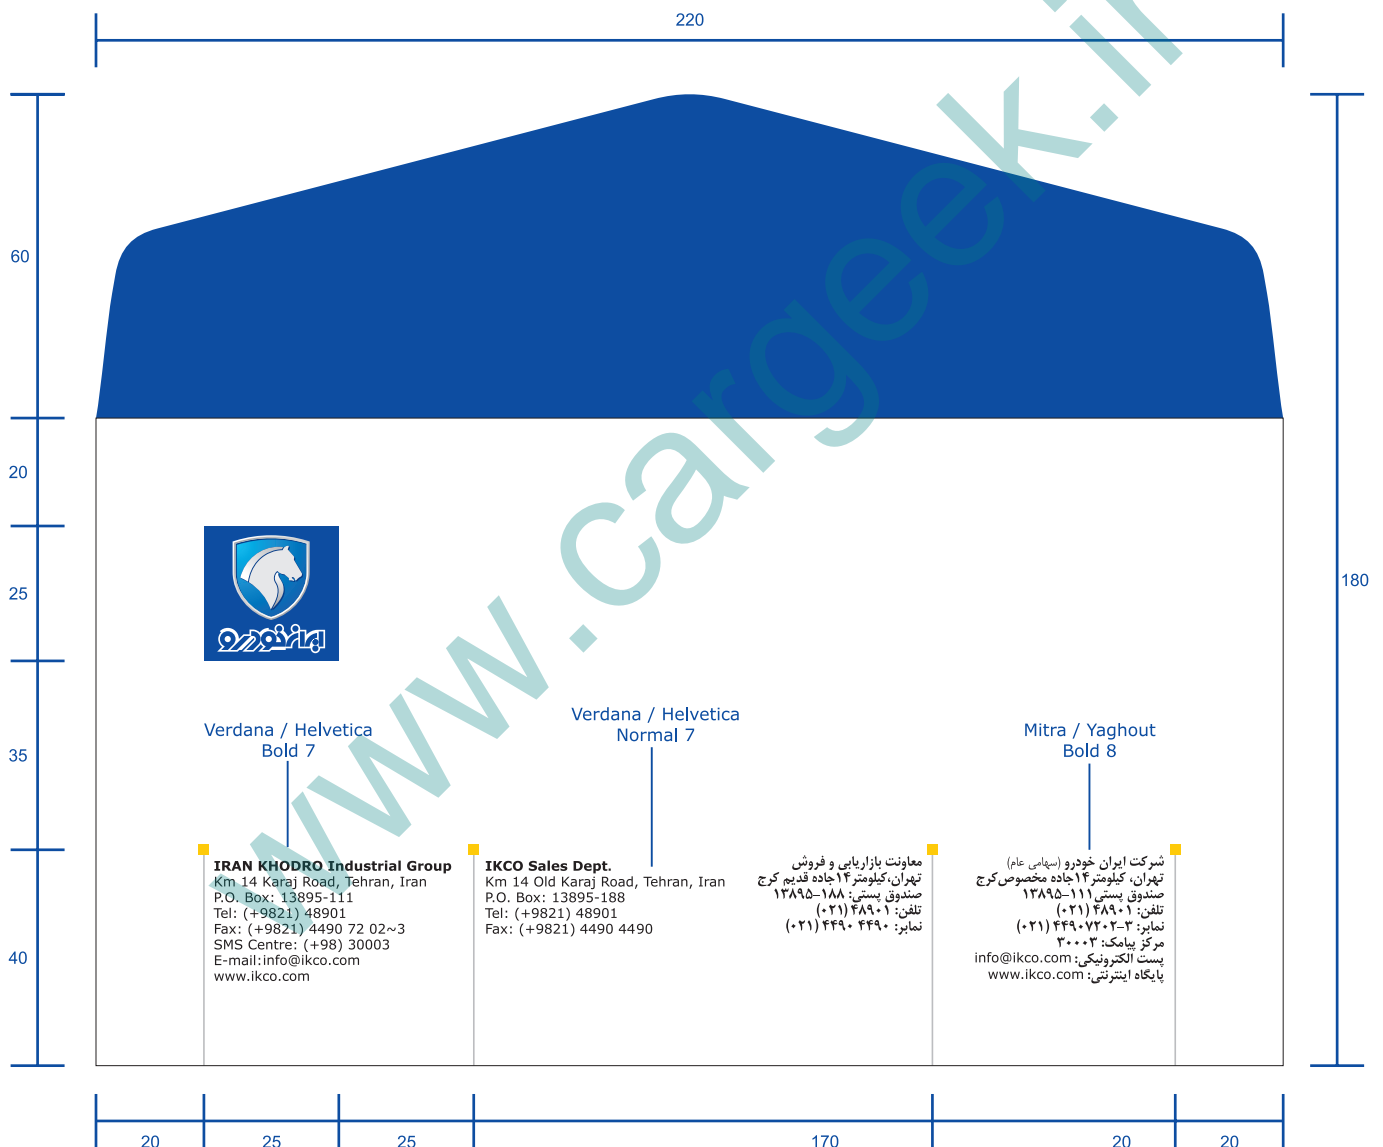 220
60
20
25
35
40
180
ایران خودرو
Verdana / Helvetica
Bold 7
Verdana / Helvetica
Normal 7
Mitra / Yaghout
Bold 8
IRAN KHODRO Industrial Group
Km 14 Karaj Road, Tehran, Iran
P.O. Box: 13895-111
Tel: (+9821) 48901
Fax: (+9821) 4490 72 02~3
SMS Centre: (+98) 30003
E-mail:info@ikco.com
www.ikco.com
IKCO Sales Dept.
Km 14 Old Karaj Road, Tehran, Iran
P.O. Box: 13895-188
Tel: (+9821) 48901
Fax: (+9821) 4490 4490
معاونت بازاریابی و فروش
تهران،کیلومتر۱۴جاده قدیم کرج
صندوق پستی: ۱۸۸-۱۳۸۹۵
تلفن: ۴۸۹۰۱ (۰۲۱)
نمابر: ۴۴۹۰ ۴۴۹۰ (۰۲۱)
شرکت ایران خودرو (سهامی عام)
تهران، کیلومتر۱۴جاده مخصوص کرج
صندوق پستی۱۱۱-۱۳۸۹۵
تلفن: ۴۸۹۰۱ (۰۲۱)
نمابر: ۳-۴۴۹۰۷۲۰۲ (۰۲۱)
مرکز پیامک: ۳۰۰۰۳
پست الکترونیکی: info@ikco.com
پایگاه اینترنتی: www.ikco.com
20
25
25
170
20
20
www.cargeek.ir